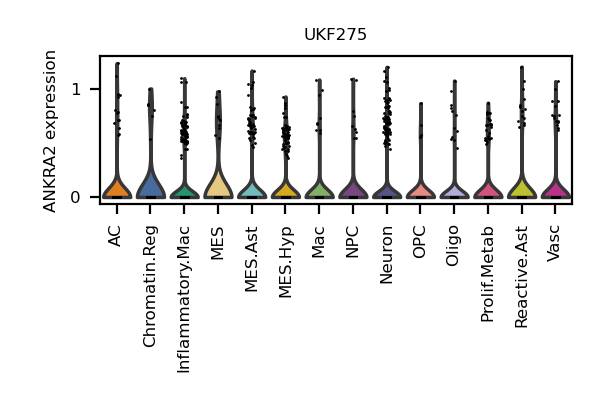 UKF275
ANKRA2 expression
1
0
AC
Chromatin.Reg
Inflammatory.Mac
MES
MES.Ast
MES.Hyp
Mac
NPC
Neuron
OPC
Oligo
Prolif.Metab
Reactive.Ast
Vasc